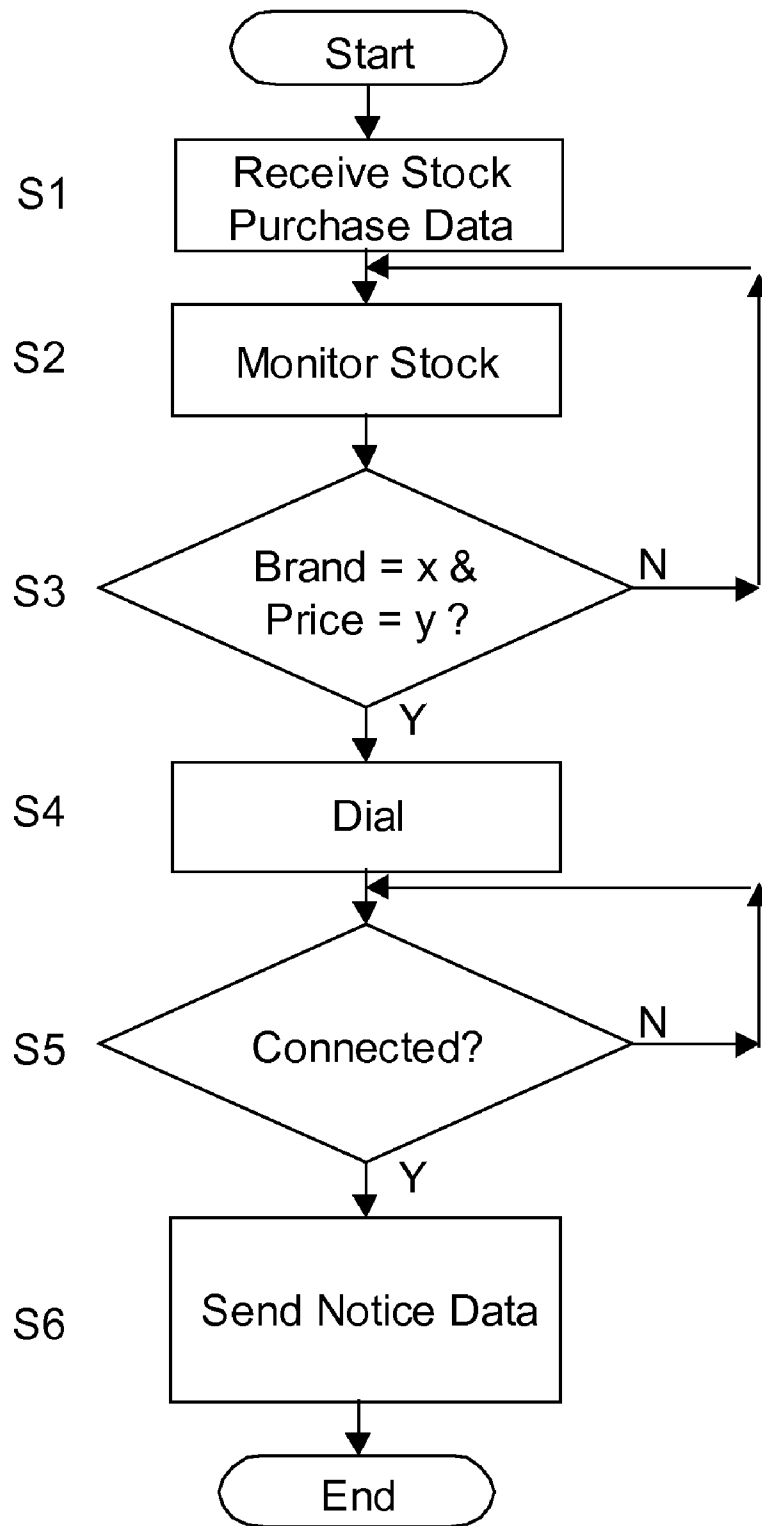 Start
S1
Receive Stock
Purchase Data
S2
Monitor Stock
S3
Brand = x &
Price = y ?
N
Y
S4
Dial
S5
Connected?
N
Y
S6
Send Notice Data
End